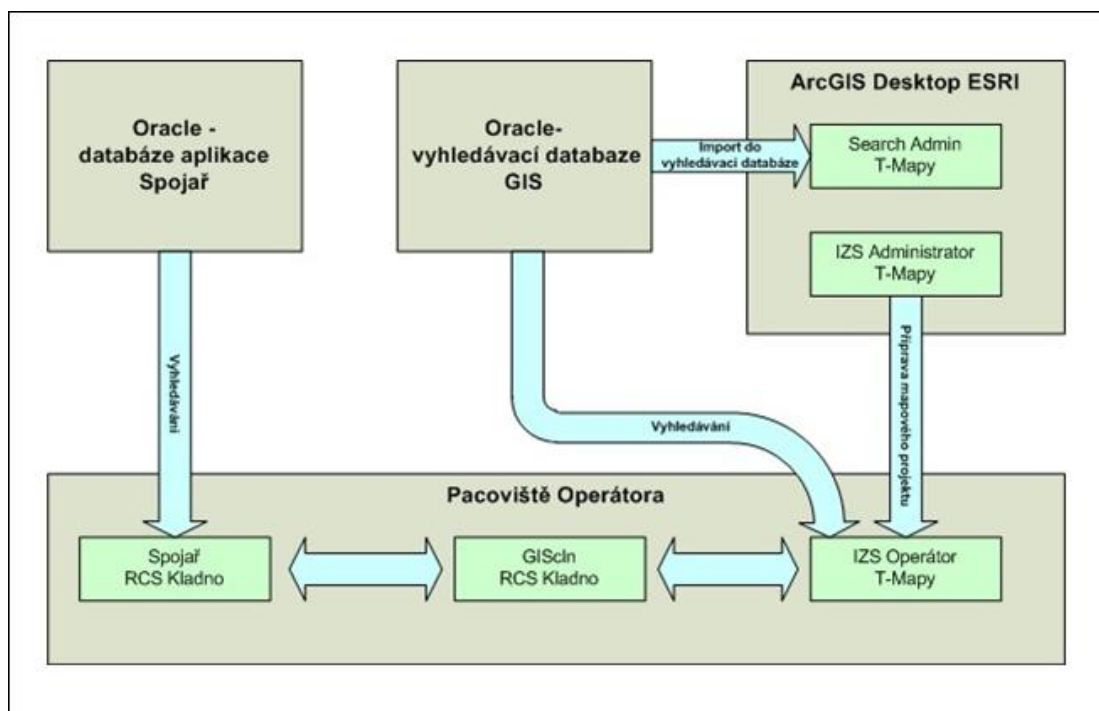 Oracle -
databáze aplikace
Spojař
Oracle-
vyhledávací databaze
GIS
ArcGIS Desktop ESRI
Import do
vyhledávací databáze
Search Admin
T-Mapy
IZS Administrator
T-Mapy
Vyhledávání
Vyhledávání
Příprava mapového projektu
Pacoviště Operátora
Spojař
RCS Kladno
GIScln
RCS Kladno
IZS Operátor
T-Mapy